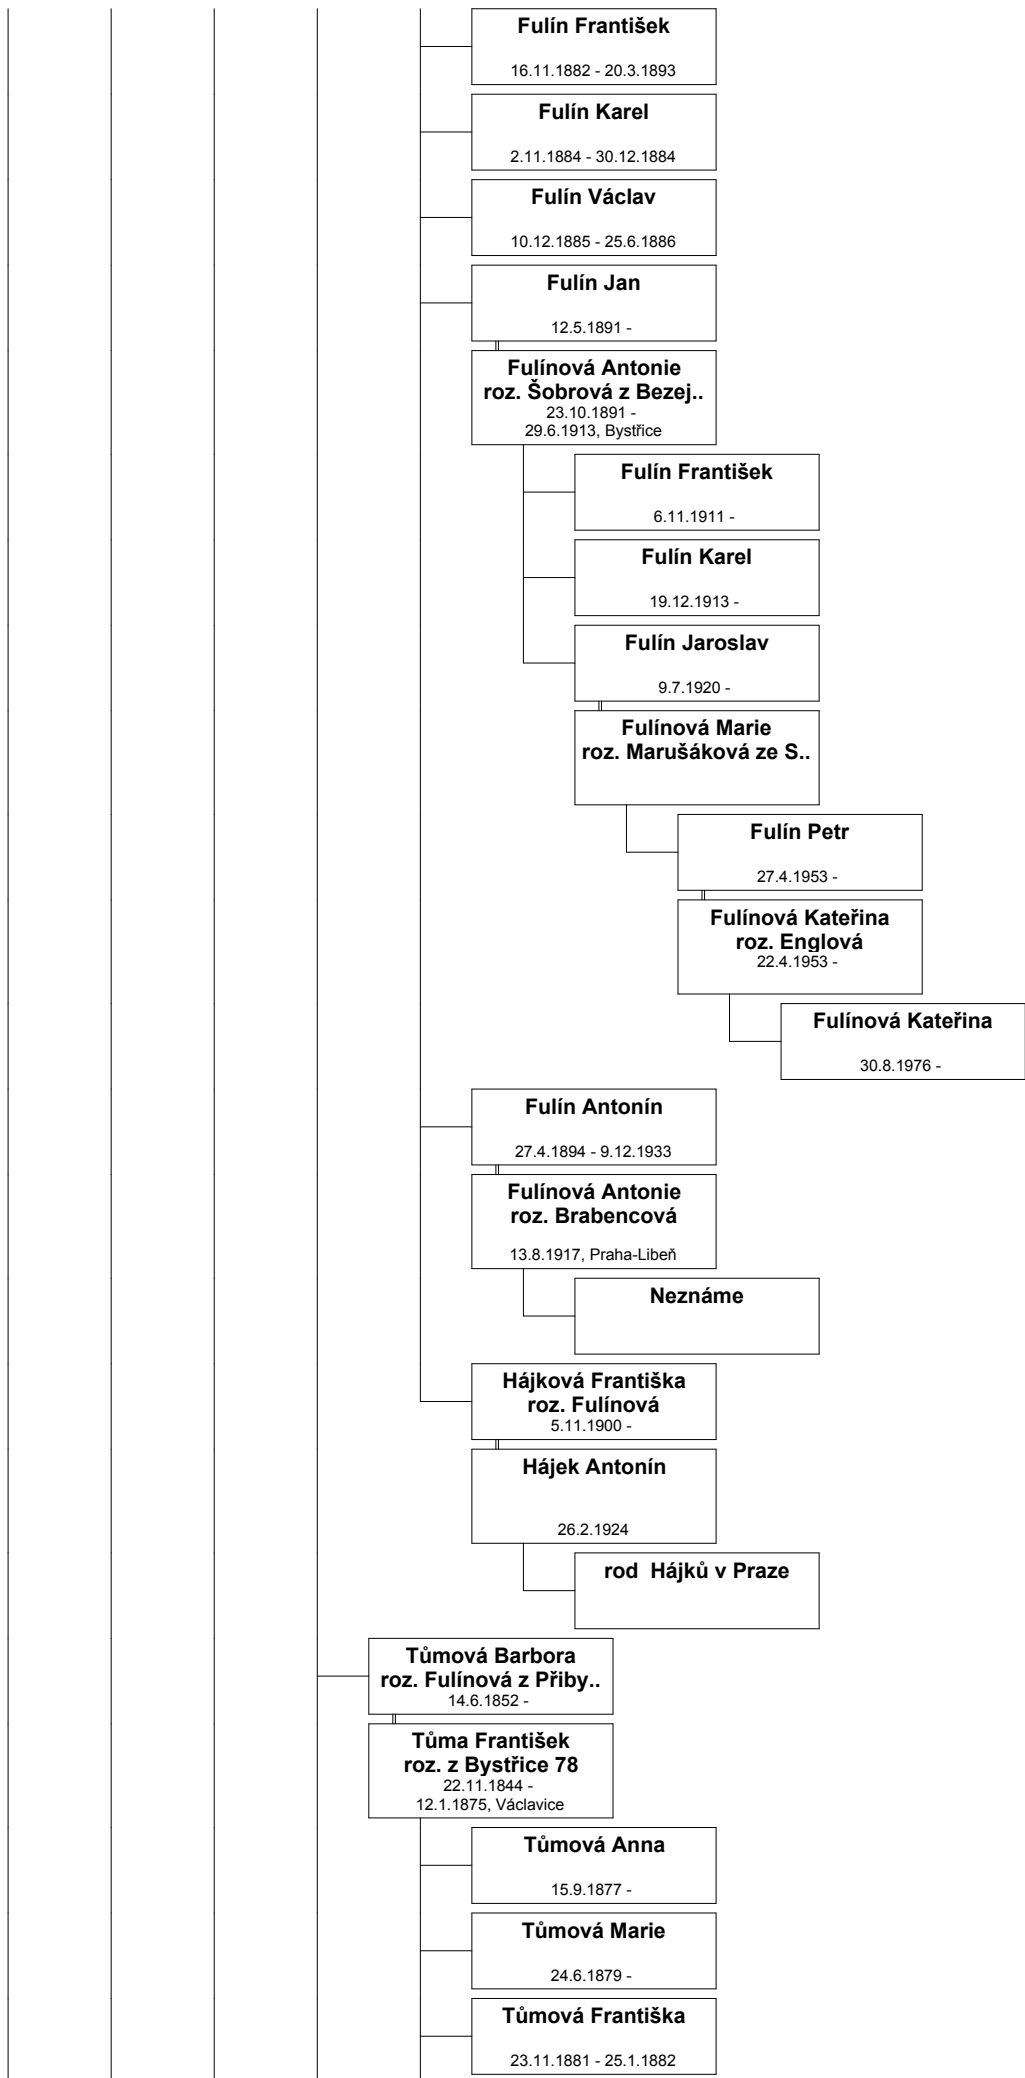 Fulín František
16.11.1882 - 20.3.1893
Fulín Karel
2.11.1884 - 30.12.1884
Fulín Václav
10.12.1885 - 25.6.1886
Fulín Jan
12.5.1891 -
Fulínová Antonie
roz. Šobrová z Bezej..
23.10.1891 -
29.6.1913, Bystřice
Fulín František
6.11.1911 -
Fulín Karel
19.12.1913 -
Fulín Jaroslav
9.7.1920 -
Fulínová Marie
roz. Marušáková ze S..
Fulín Petr
27.4.1953 -
Fulínová Kateřina
roz. Englová
22.4.1953 -
Fulínová Kateřina
30.8.1976 -
Fulín Antonín
27.4.1894 - 9.12.1933
Fulínová Antonie
roz. Brabencová
13.8.1917, Praha-Libeň
Neznáme
Hájková Františka
roz. Fulínová
5.11.1900 -
Hájek Antonín
26.2.1924
rod  Hájků v Praze
Tůmová Barbora
roz. Fulínová z Přiby..
14.6.1852 -
Tůma František
roz. z Bystřice 78
22.11.1844 -
12.1.1875, Václavice
Tůmová Anna
15.9.1877 -
Tůmová Marie
24.6.1879 -
Tůmová Františka
23.11.1881 - 25.1.1882